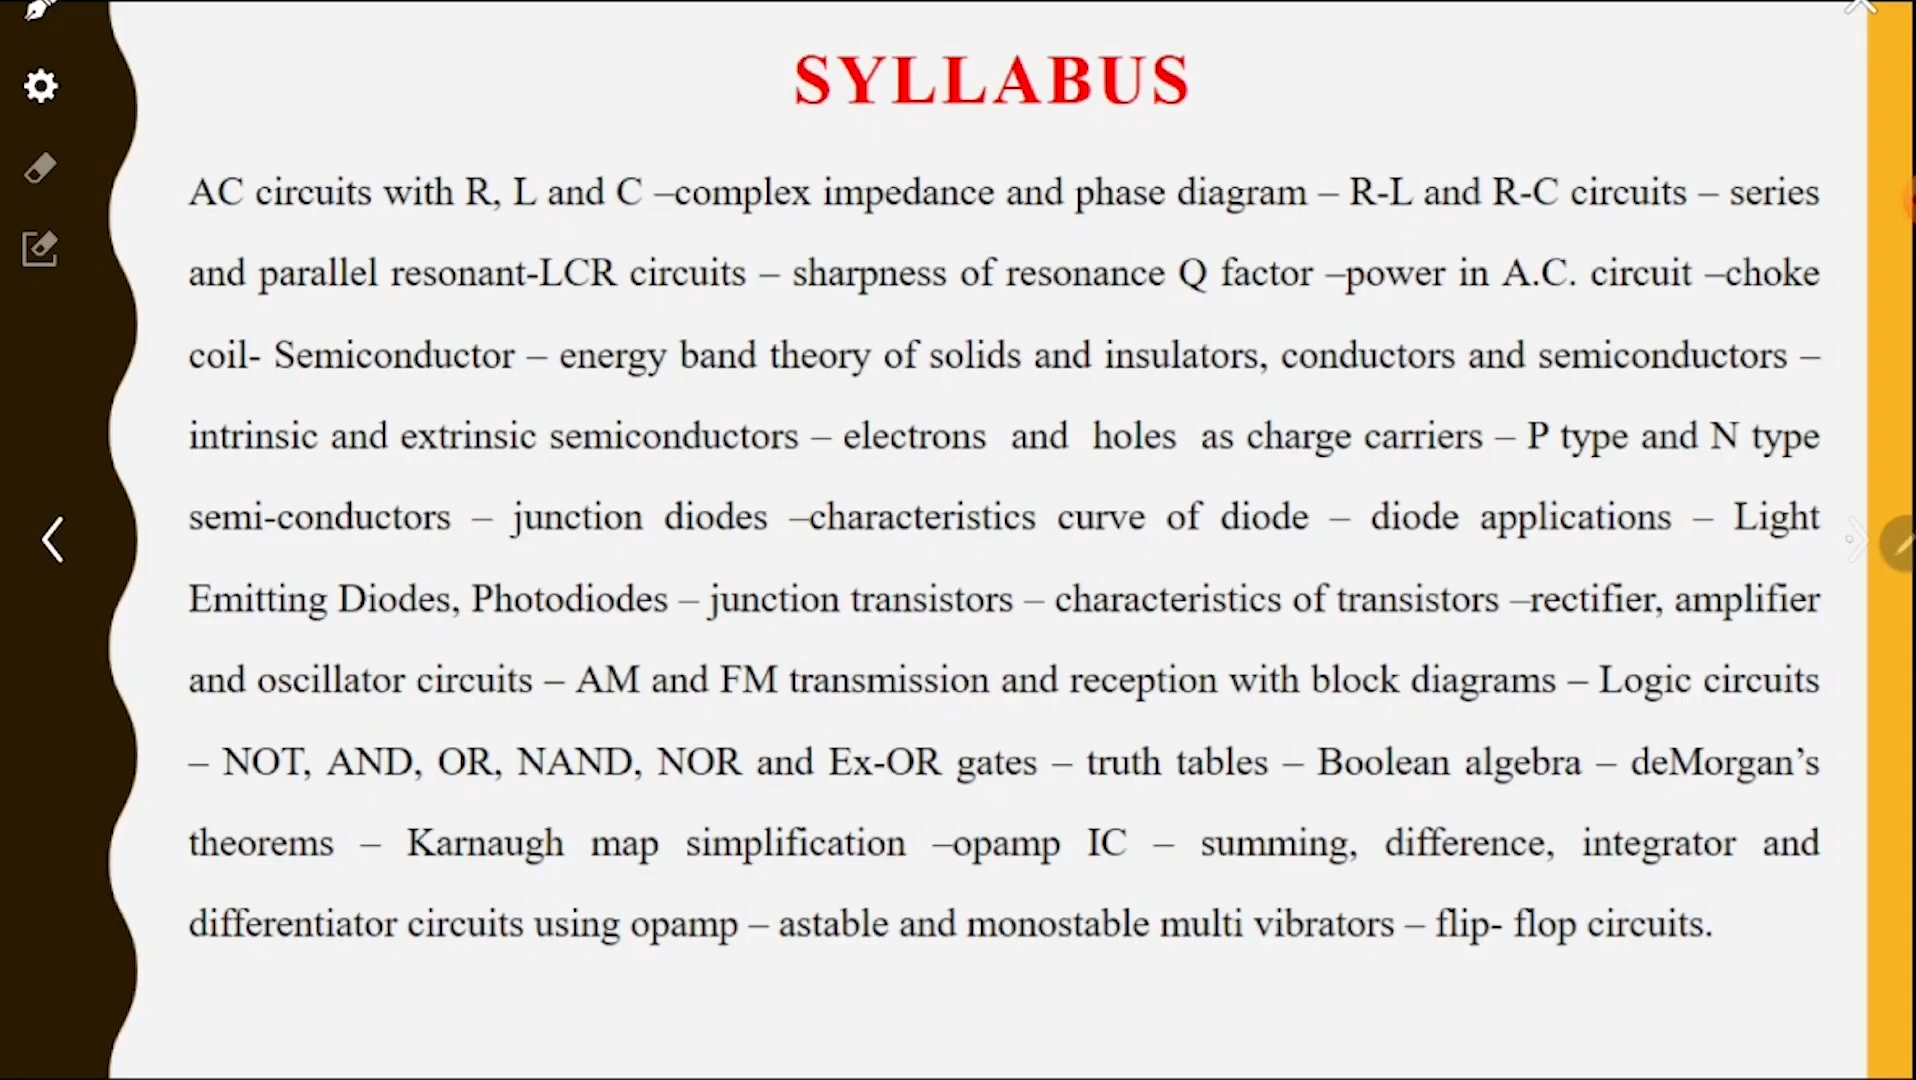 SYLLABUS
AC circuits with R, L and C –complex impedance and phase diagram – R-L and R-C circuits – series
and parallel resonant-LCR circuits – sharpness of resonance Q factor –power in A.C. circuit –choke
coil- Semiconductor – energy band theory of solids and insulators, conductors and semiconductors –
intrinsic and extrinsic semiconductors – electrons and holes as charge carriers – P type and N type
semi-conductors – junction diodes –characteristics curve of diode – diode applications – Light
Emitting Diodes, Photodiodes – junction transistors – characteristics of transistors –rectifier, amplifier
and oscillator circuits – AM and FM transmission and reception with block diagrams – Logic circuits
– NOT, AND, OR, NAND, NOR and Ex-OR gates – truth tables – Boolean algebra – deMorgan’s
theorems – Karnaugh map simplification –opamp IC – summing, difference, integrator and
differentiator circuits using opamp – astable and monostable multi vibrators – flip- flop circuits.